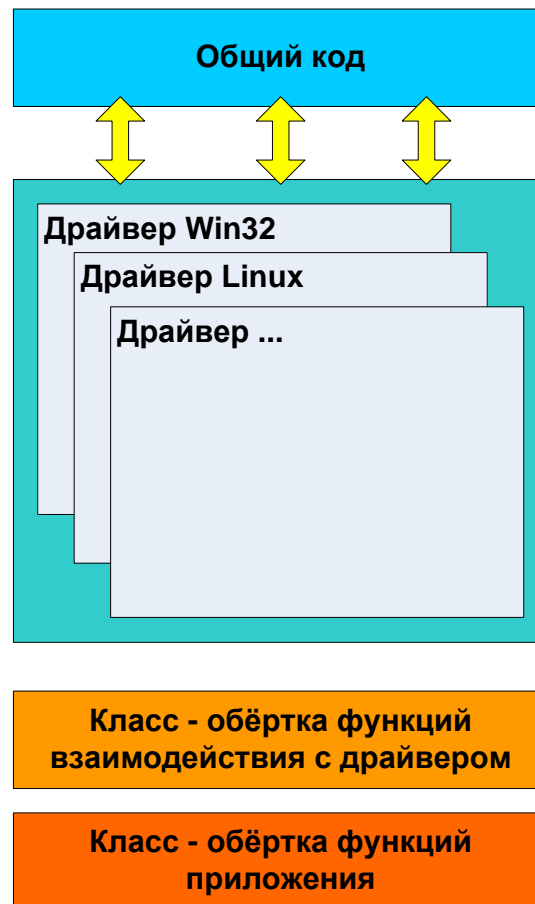 Общий код
Драйвер Win32
Драйвер Linux
Драйвер ...
Класс - обёртка функций
взаимодействия с драйвером
Класс - обёртка функций
приложения